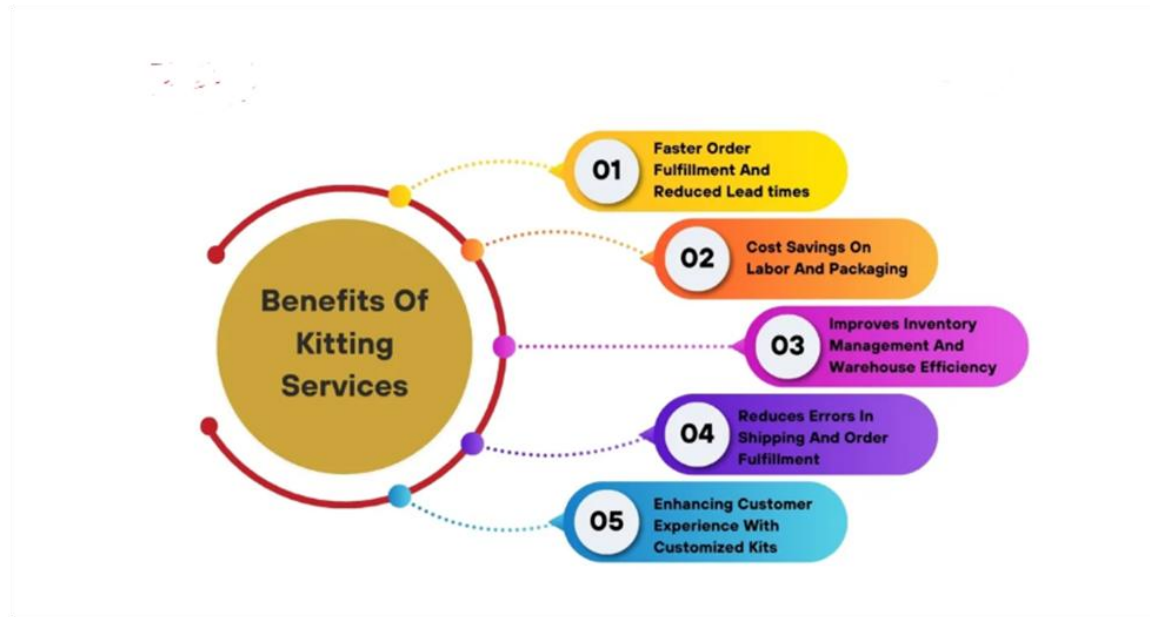 Benefits Of
Kitting
Services
01
Faster Order
Fulfillment And
Reduced Lead times
02
Cost Savings On
Labor And Packaging
03
Improves Inventory
Management And
Warehouse Efficiency
04
Reduces Errors In
Shipping And Order
Fulfillment
05
Enhancing Customer
Experience With
Customized Kits